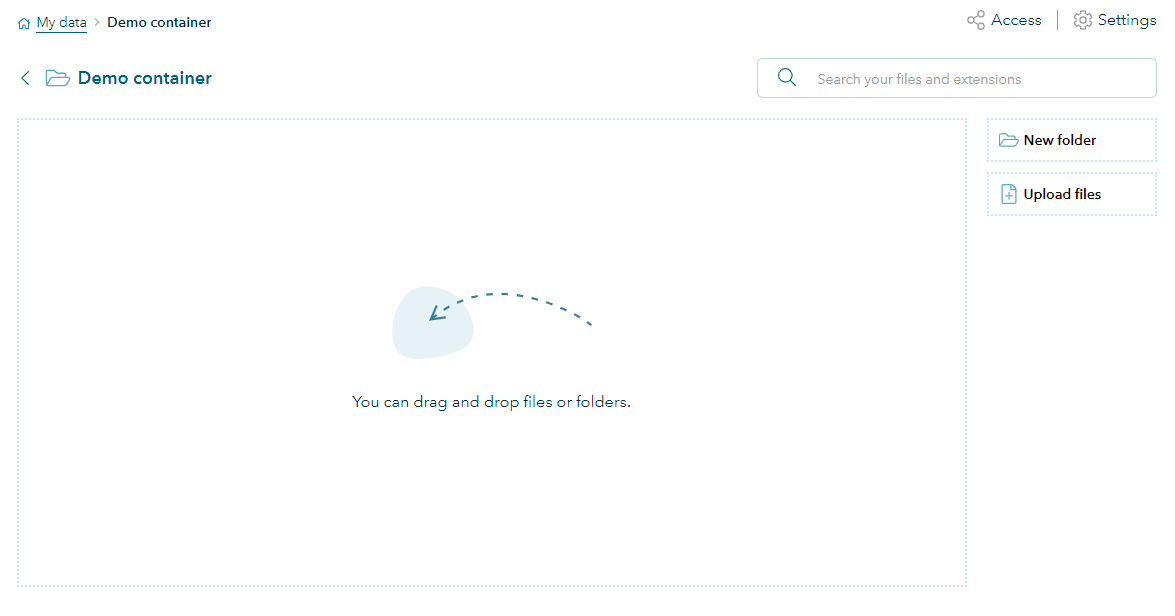 My data > Demo container
Access | Settings
Demo container
Search your files and extensions
New folder
Upload files
You can drag and drop files or folders.